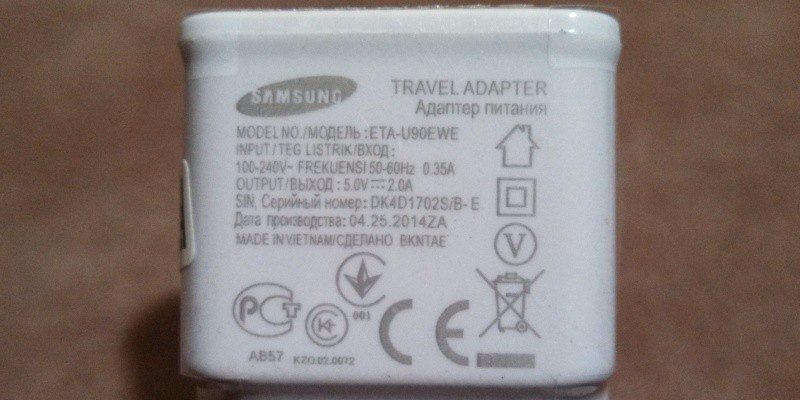 SAMSUNG
TRAVEL ADAPTER
Адаптер питания
MODEL NO./МОДЕЛЬ :ETA-U90EWE
INPUT / TEG LISTRIK/ВХОД :
100-240V~ FREKUENSI 50-60Hz 0.35A
OUTPUT/ВЫХОД : 5.0V⎓2.0A
S/N, Серийный номер: DK4D1702S/B- E
Дата производства: 04.25.2014ZA
MADE IN VIETNAM/СДЕЛАНО BKNTAE
V
РСТ
AB57
К
KZO.02.0072
001
CE